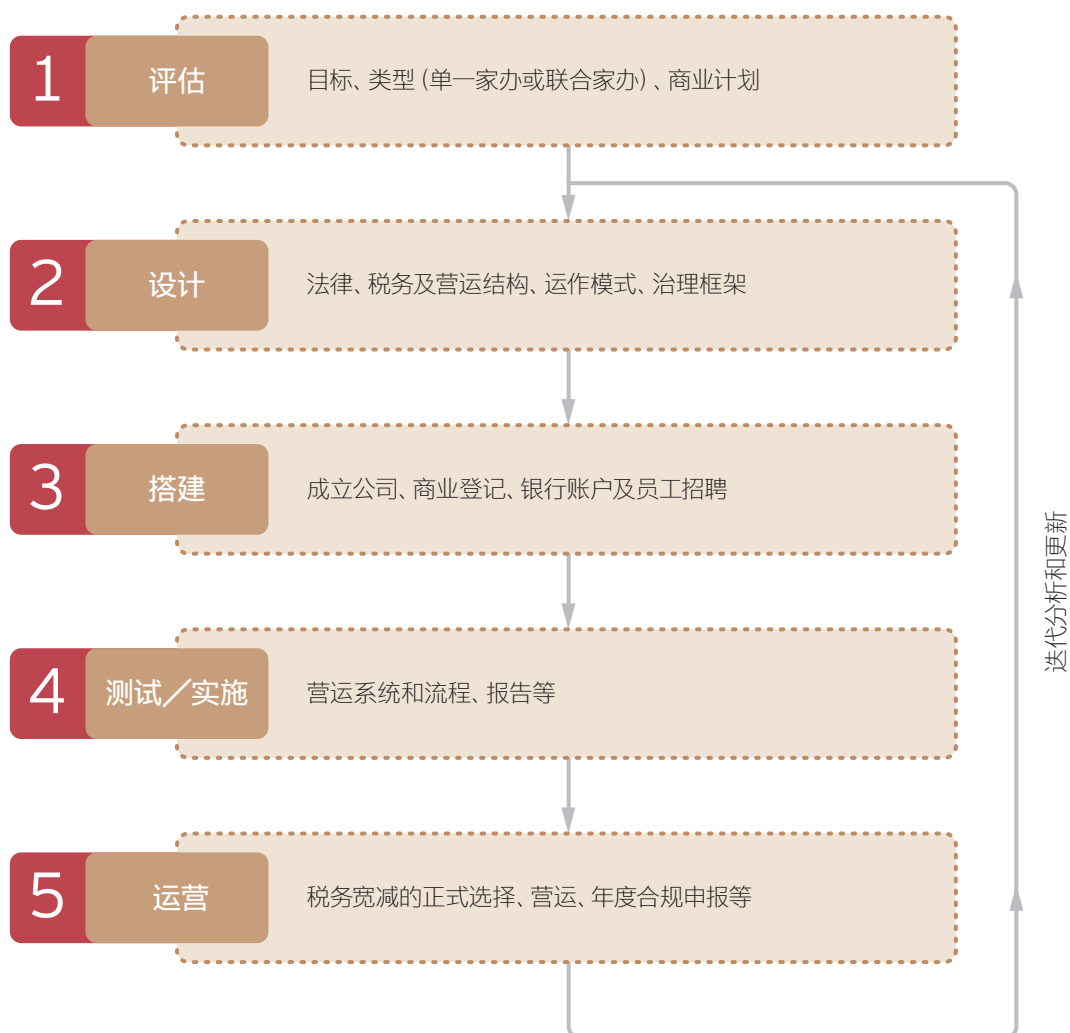 1
评估
目标、类型 (单一家办或联合家办) 、商业计划
2
设计
法律、税务及营运结构、运作模式、治理框架
3
搭建
成立公司、商业登记、银行账户及员工招聘
4
测试／实施
营运系统和流程、报告等
5
运营
税务宽减的正式选择、营运、年度合规申报等
迭代分析和更新